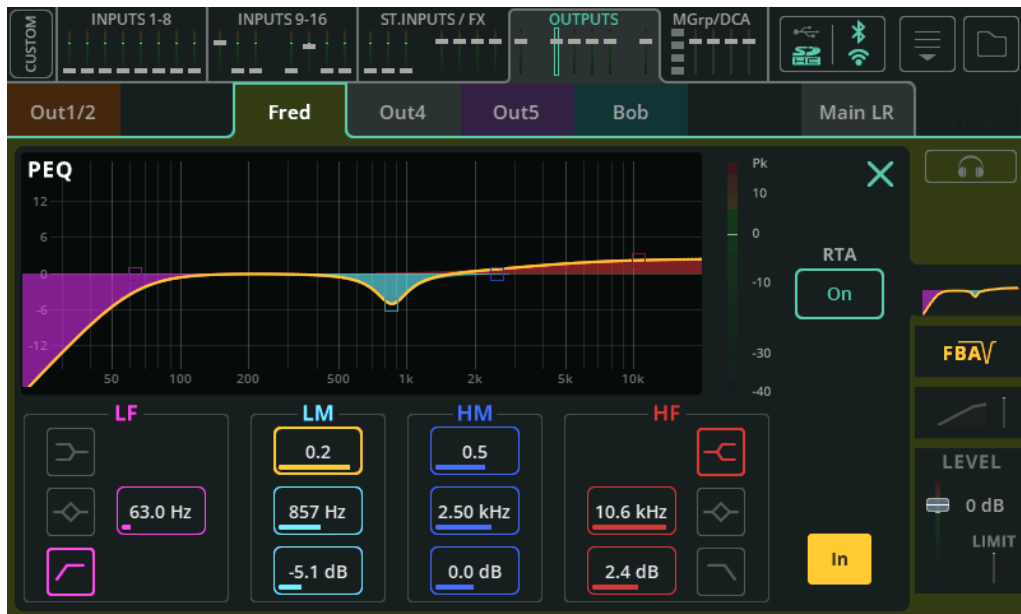 CUSTOM
INPUTS 1-8
INPUTS 9-16
ST.INPUTS / FX
OUTPUTS
MGrp/DCA
SD
HC
Out1/2
Fred
Out4
Out5
Bob
Main LR
PEQ
12
6
0
-6
-12
50
100
200
500
1k
2k
5k
10k
Pk
10
0
-10
-30
-40
RTA
On
FBA
LF
LM
HM
HF
0.2
0.5
63.0 Hz
857 Hz
2.50 kHz
10.6 kHz
-5.1 dB
0.0 dB
2.4 dB
In
LEVEL
0 dB
LIMIT